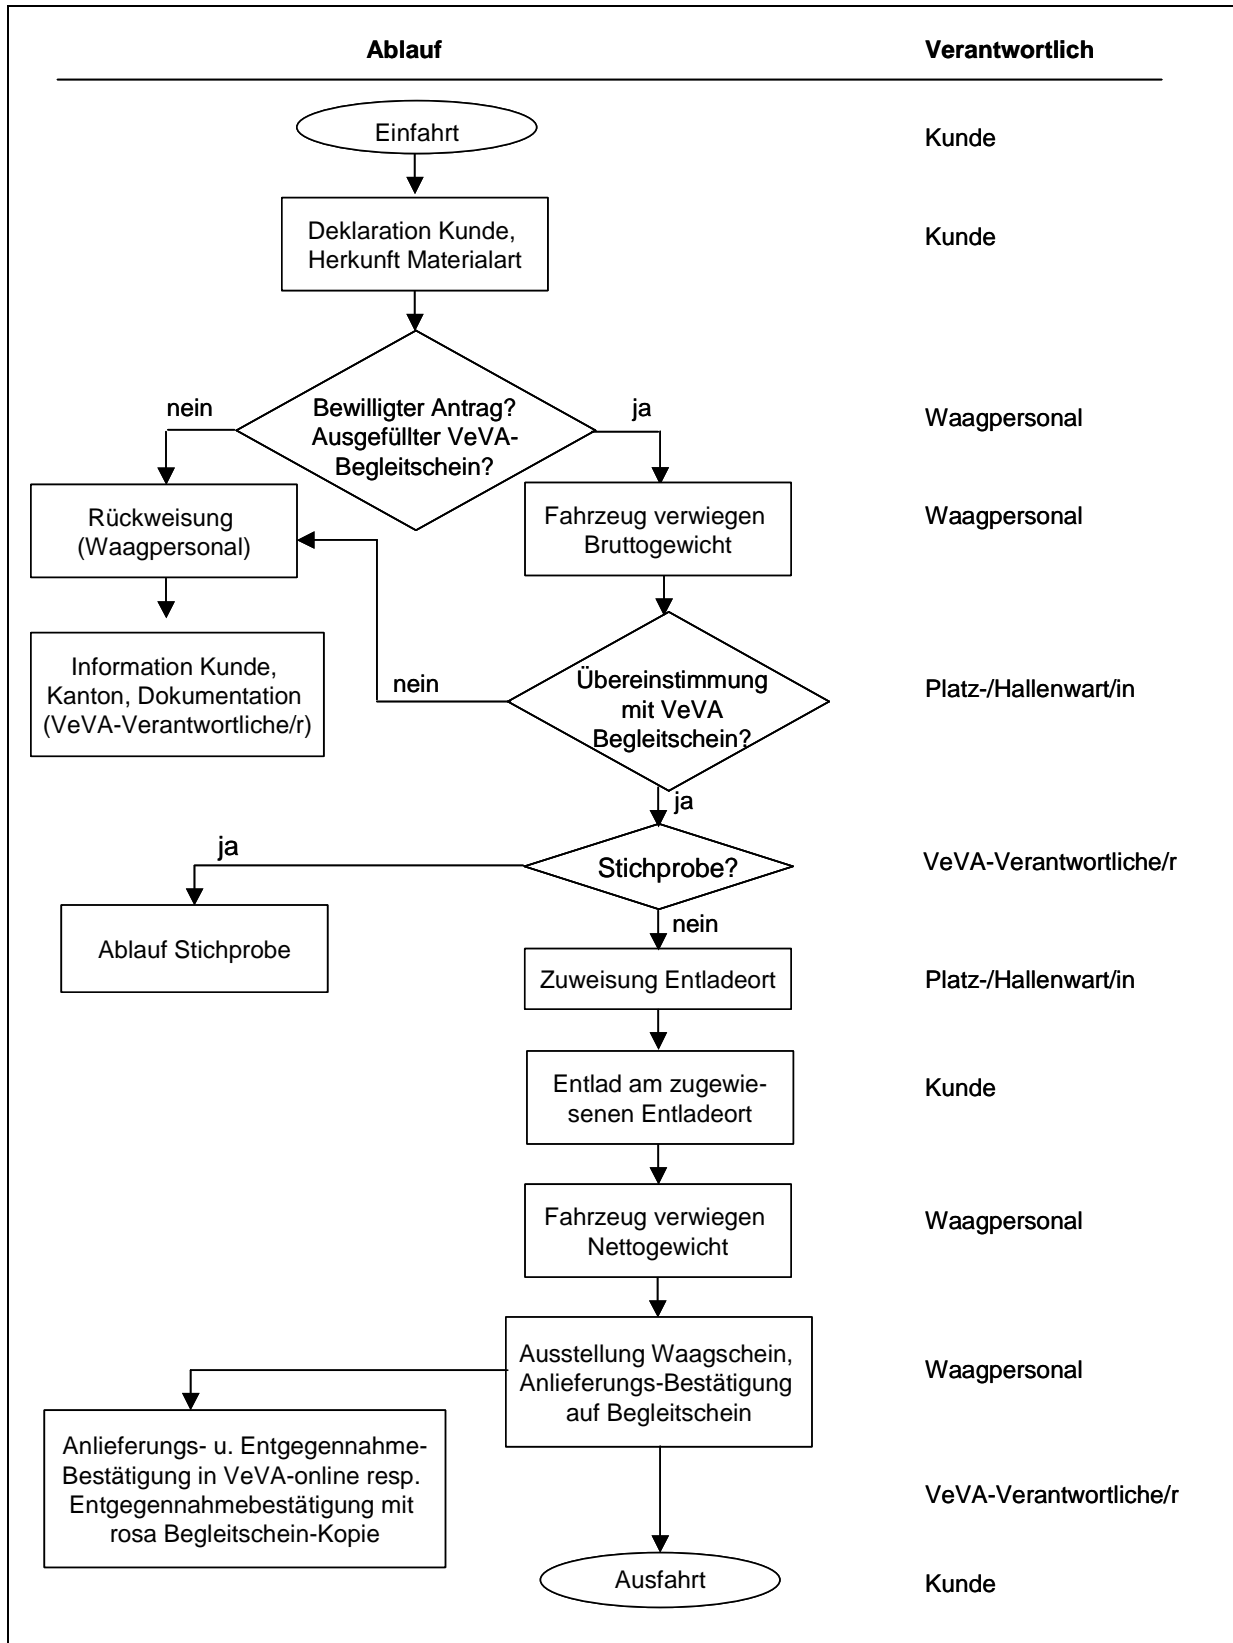 Ablauf
Verantwortlich
Einfahrt
Kunde
Deklaration Kunde,
Herkunft Materialart
Kunde
nein
Bewilligter Antrag?
Ausgefüllter VeVA-
Begleitschein?
ja
Waagpersonal
Rückweisung
(Waagpersonal)
Fahrzeug verwiegen
Bruttogewicht
Waagpersonal
Information Kunde,
Kanton, Dokumentation
(VeVA-Verantwortliche/r)
nein
Übereinstimmung
mit VeVA
Begleitschein?
Platz-/Hallenwart/in
ja
ja
Stichprobe?
VeVA-Verantwortliche/r
nein
Ablauf Stichprobe
Zuweisung Entladeort
Platz-/Hallenwart/in
Entlad am zugewie-
senen Entladeort
Kunde
Fahrzeug verwiegen
Nettogewicht
Waagpersonal
Ausstellung Waagschein,
Anlieferungs-Bestätigung
auf Begleitschein
Waagpersonal
Anlieferungs- u. Entgegennahme-
Bestätigung in VeVA-online resp.
Entgegennahmebestätigung mit
rosa Begleitschein-Kopie
VeVA-Verantwortliche/r
Ausfahrt
Kunde